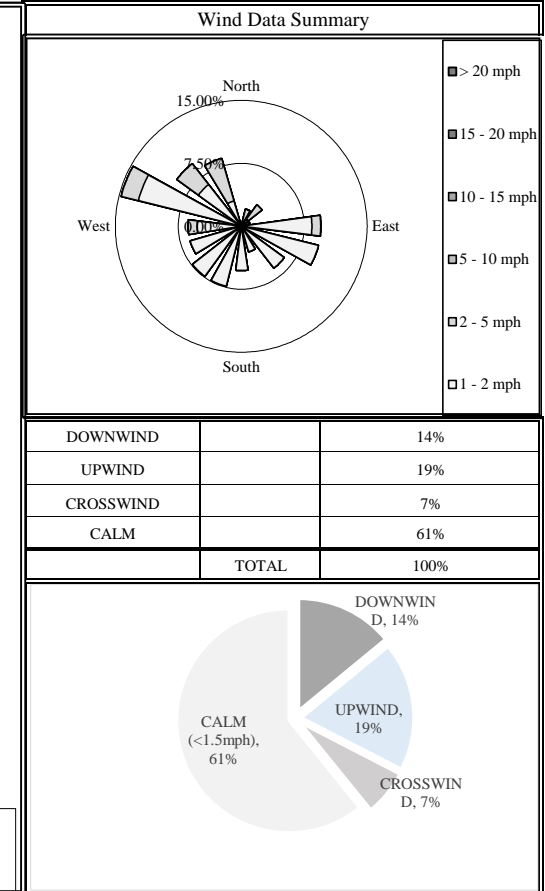 Wind Data Summary
North
15.00%
7.50%
0.00%
West
East
South
> 20 mph
15 - 20 mph
10 - 15 mph
5 - 10 mph
2 - 5 mph
1 - 2 mph
DOWNWIND 14%
UPWIND 19%
CROSSWIND 7%
CALM 61%
TOTAL 100%
DOWNWIN
D, 14%
UPWIND,
19%
CROSSWIN
D, 7%
CALM
(<1.5mph),
61%